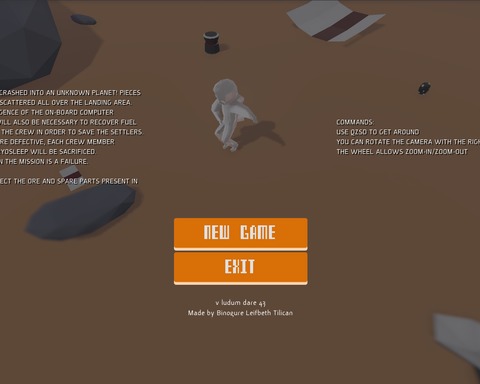 CRASHED INTO AN UNKNOWN PLANET! PIECES
SCATTERED ALL OVER THE LANDING AREA.
GENCE OF THE ON-BOARD COMPUTER
ILL ALSO BE NECESSARY TO RECOVER FUEL
THE CREW IN ORDER TO SAVE THE SETTLERS.
RE DEFECTIVE, EACH CREW MEMBER
YOSLEEP WILL BE SACRIFICED.
N THE MISSION IS A FAILURE.
ECT THE ORE AND SPARE PARTS PRESENT IN
COMMANDS:
USE QZSD TO GET AROUND
YOU CAN ROTATE THE CAMERA WITH THE RIGH
THE WHEEL ALLOWS ZOOM-IN/ZOOM-OUT
NEW GAME
EXIT
v ludum dare 43
Made by Binogure Leifbeth Tilican